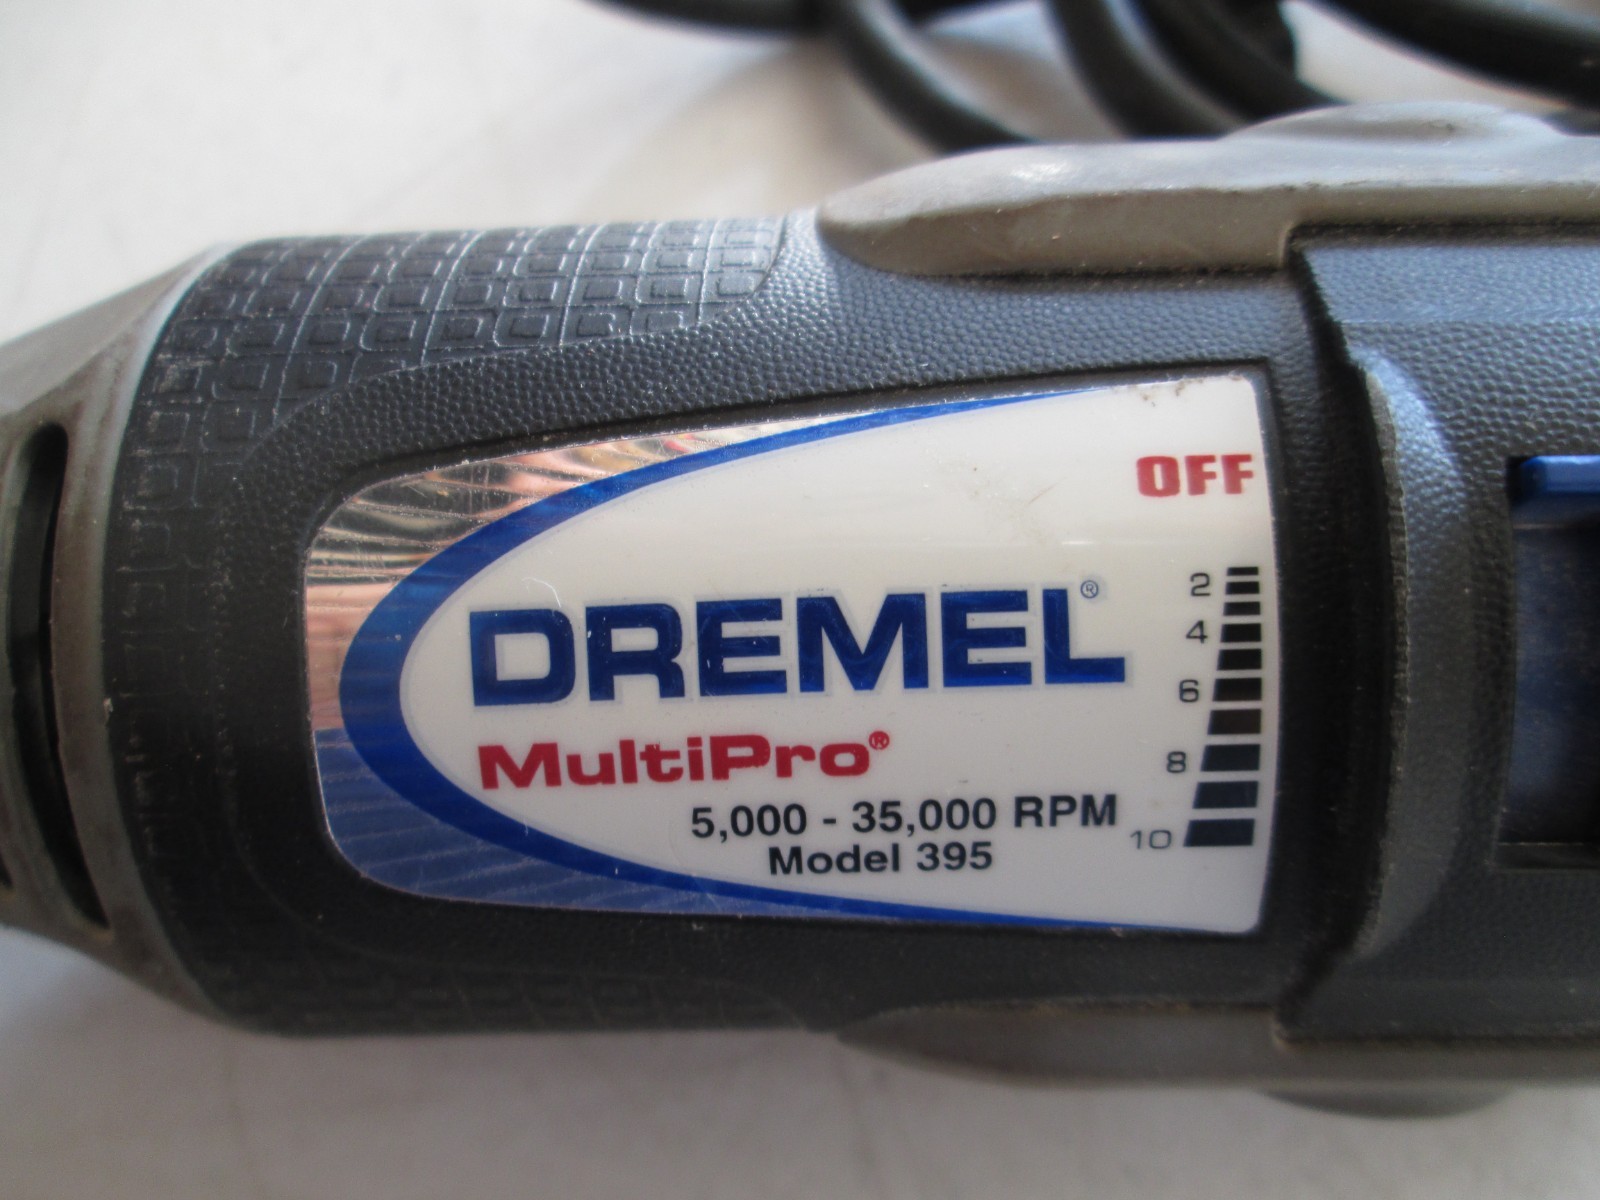 OFF
DREMEL®
MultiPro®
5,000 - 35,000 RPM
Model 395
2
4
6
8
10